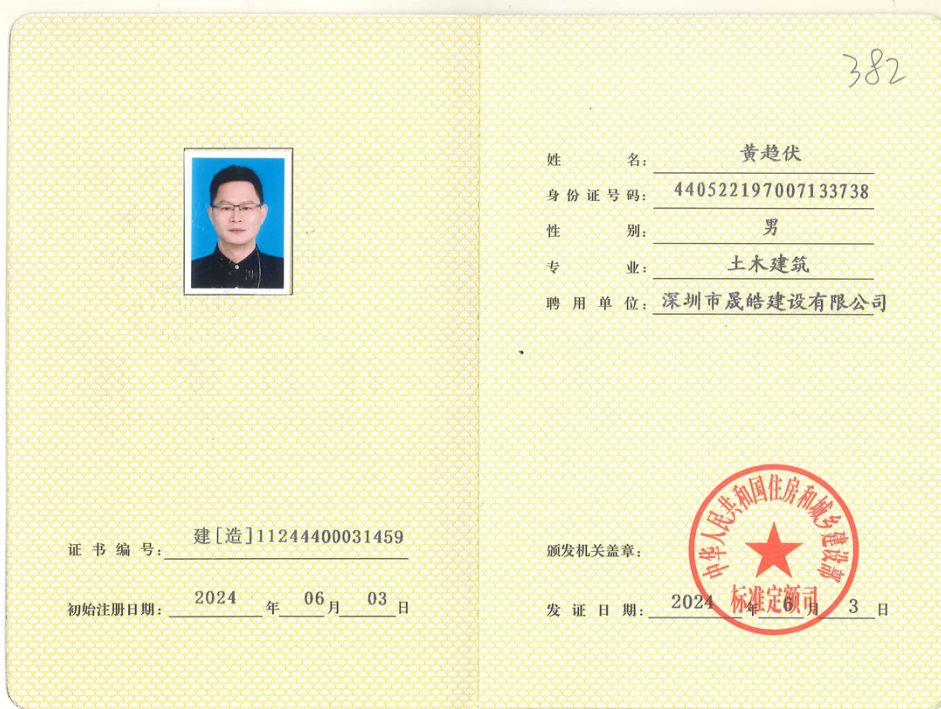 382
姓名：黄趋伏
身份证号码：440522197007133738
性别：男
专业：土木建筑
聘用单位：深圳市晟皓建设有限公司
证书编号：建[造]11244400031459
初始注册日期：2024年06月03日
颁发机关盖章：
中华人民共和国住房和城乡建设部
标准定额司
发证日期：2024年6月3日